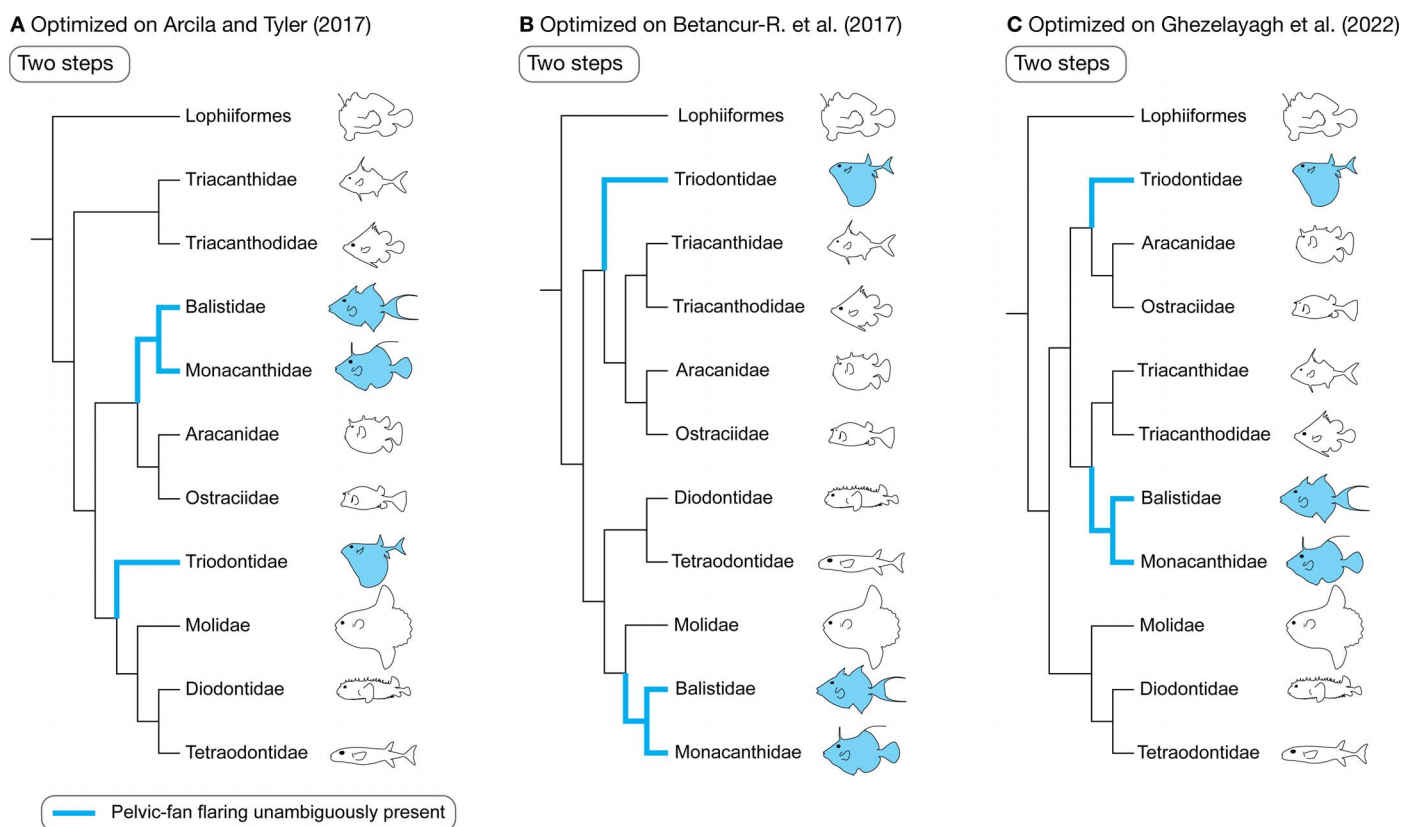 A Optimized on Arcila and Tyler (2017)
Two steps
Lophiiformes
Triacanthidae
Triacanthodidae
Balistidae
Monacanthidae
Aracanidae
Ostraciidae
Triodontidae
Molidae
Diodontidae
Tetraodontidae
Pelvic-fan flaring unambiguously present
B Optimized on Betancur-R. et al. (2017)
Two steps
Lophiiformes
Triodontidae
Triacanthidae
Triacanthodidae
Aracanidae
Ostraciidae
Diodontidae
Tetraodontidae
Molidae
Balistidae
Monacanthidae
C Optimized on Ghezelayagh et al. (2022)
Two steps
Lophiiformes
Triodontidae
Aracanidae
Ostraciidae
Triacanthidae
Triacanthodidae
Balistidae
Monacanthidae
Molidae
Diodontidae
Tetraodontidae